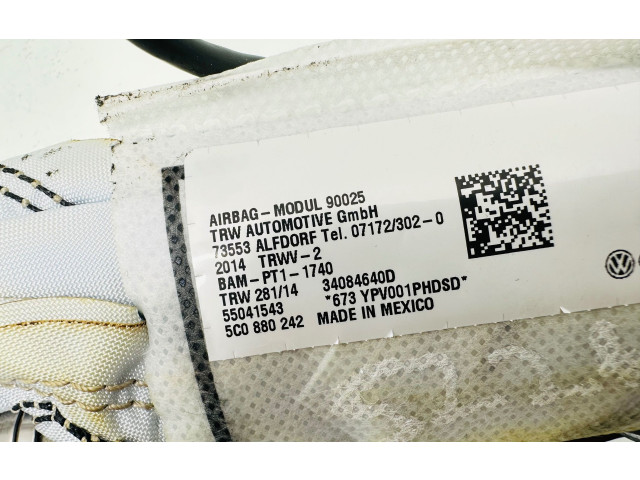 AIRBAG-MODUL 90025
TRW AUTOMOTIVE GmbH
73553 ALFDORF Tel. 07172/302-0
2014 TRWV-2
BAM-PT1-1740
TRW 281/14 34084640D
55041543 *673 YPV001PHDSD*
5C0 880 242 MADE IN MEXICO